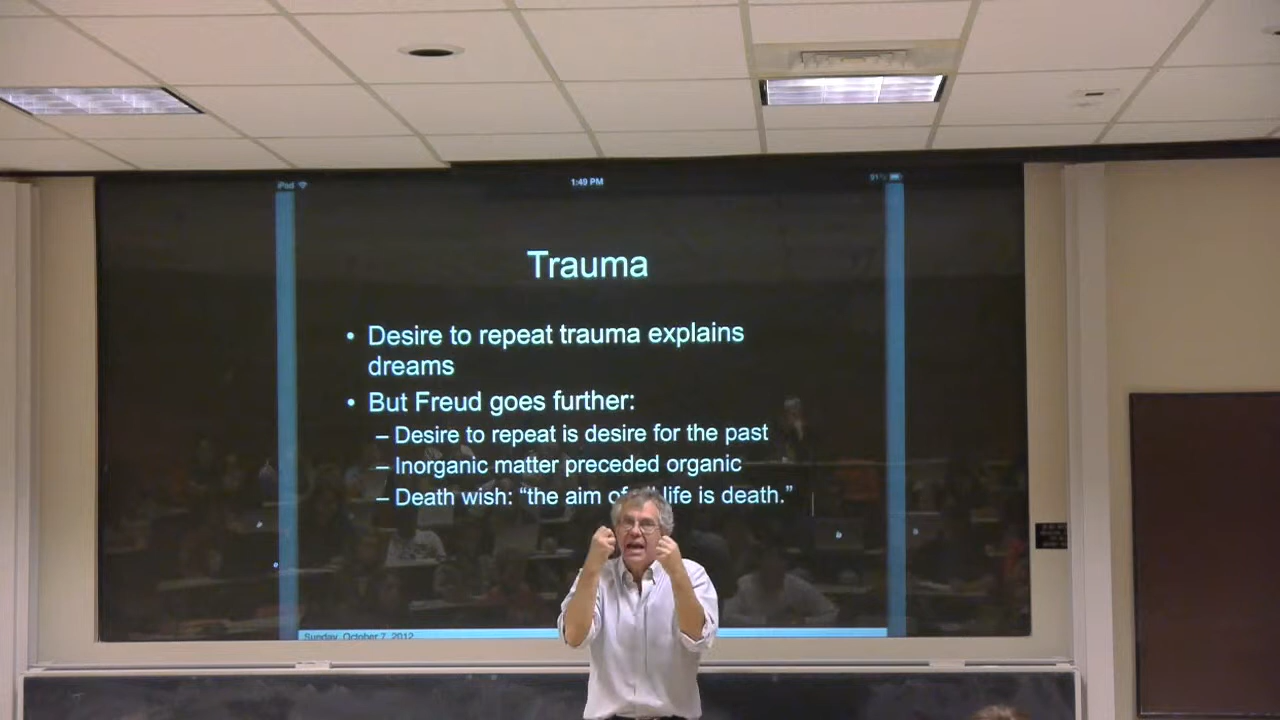 iPod 1:49 PM 91%
Trauma
• Desire to repeat trauma explains
dreams
• But Freud goes further:
– Desire to repeat is desire for the past
– Inorganic matter preceded organic
– Death wish: “the aim of life is death.”
Sunday, October 7, 2012